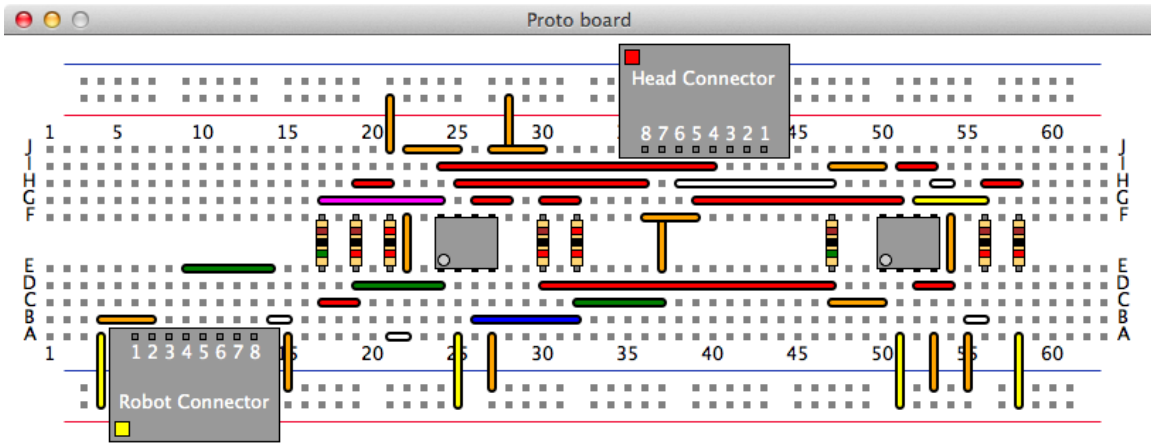 Proto board
Head Connector
1 5 10 15 20 25 30 45 50 55 60
8 7 6 5 4 3 2 1
J J
I I
H H
G G
F F
E E
D D
C C
B B
A A
1 2 3 4 5 6 7 8
1 15 20 25 30 35 40 45 50 55 60
Robot Connector